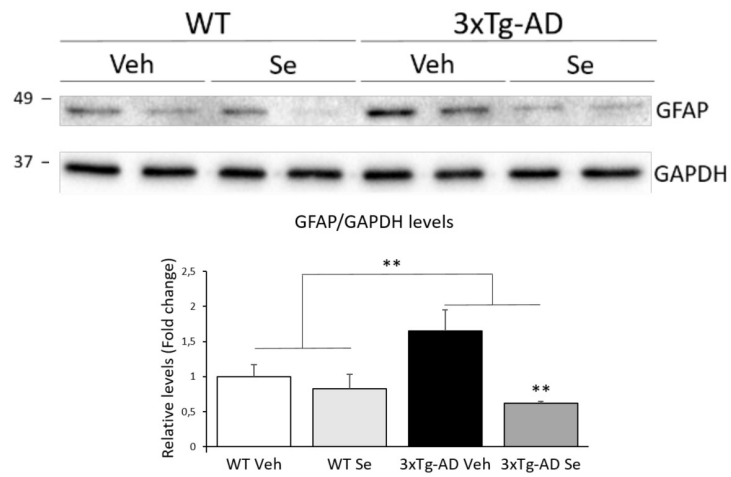 WT 3xTg-AD
Veh Se Veh Se
49 – GFAP
37 – GAPDH
GFAP/GAPDH levels
Relative levels (Fold change)
2,5
2
1,5
1
0,5
0
**
**
WT Veh WT Se 3xTg-AD Veh 3xTg-AD Se